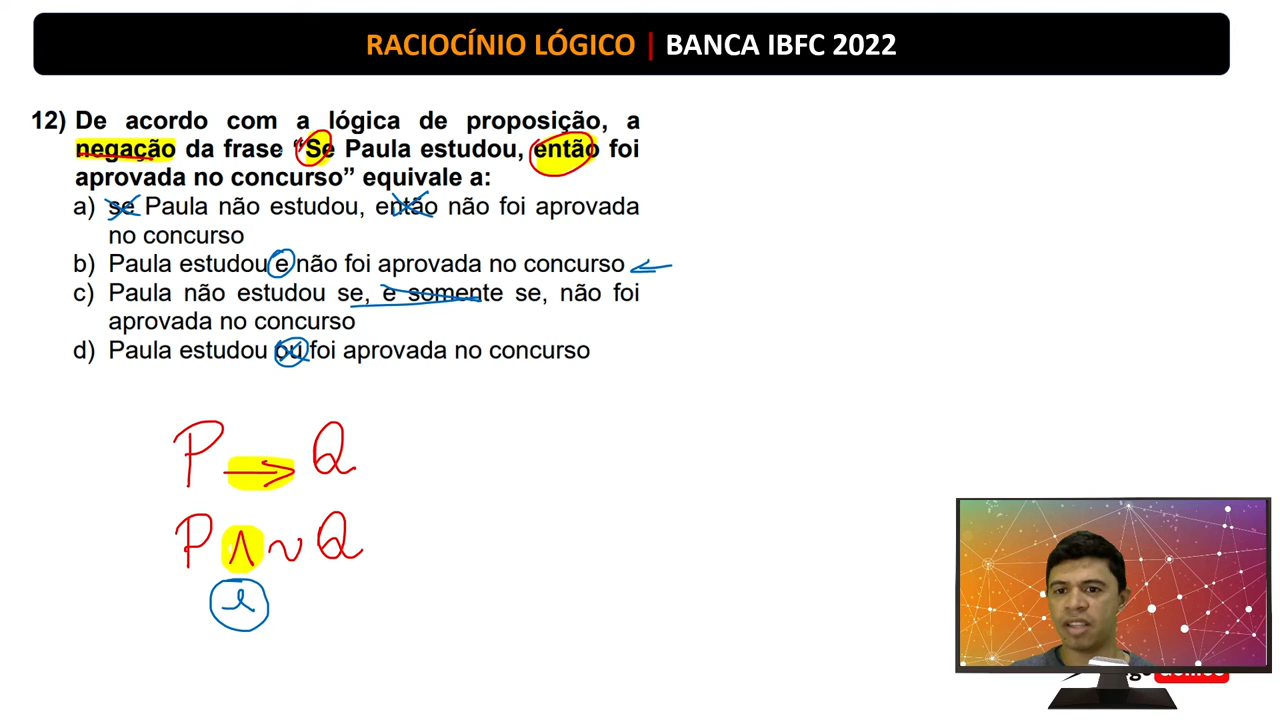 RACIOCÍNIO LÓGICO | BANCA IBFC 2022
12) De acordo com a lógica de proposição, a
negação da frase “Se Paula estudou, então foi
aprovada no concurso” equivale a:
a) se Paula não estudou, então não foi aprovada
no concurso
b) Paula estudou e não foi aprovada no concurso
c) Paula não estudou se, e somente se, não foi
aprovada no concurso
d) Paula estudou ou foi aprovada no concurso
P → Q
P ∧ ~ Q
e